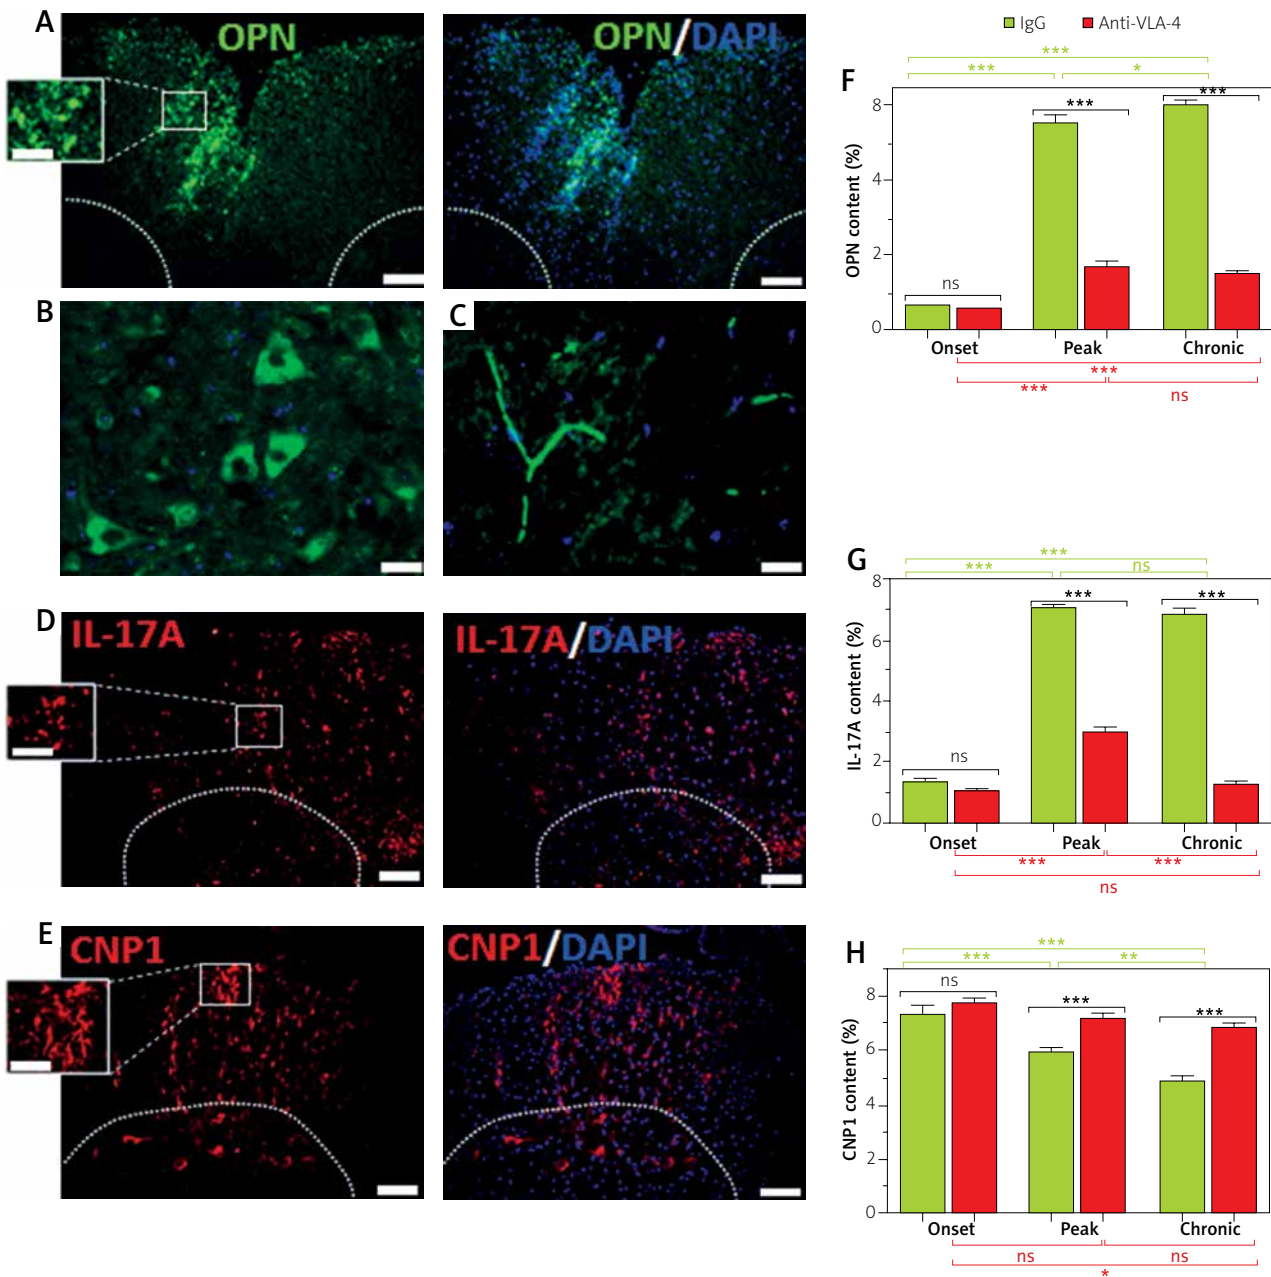 A
OPN
OPN/DAPI
B
C
D
IL-17A
IL-17A/DAPI
E
CNP1
CNP1/DAPI
IgG Anti-VLA-4
F
***
*** *
***
***
ns
OPN content (%)
8
4
2
0
Onset Peak Chronic
***
*** ns
G
***
*** ns
***
***
ns
IL-17A content (%)
8
6
4
2
0
Onset Peak Chronic
*** ***
ns
H
***
*** **
ns
***
***
CNP1 content (%)
8
6
4
2
0
Onset Peak Chronic
ns ns
*